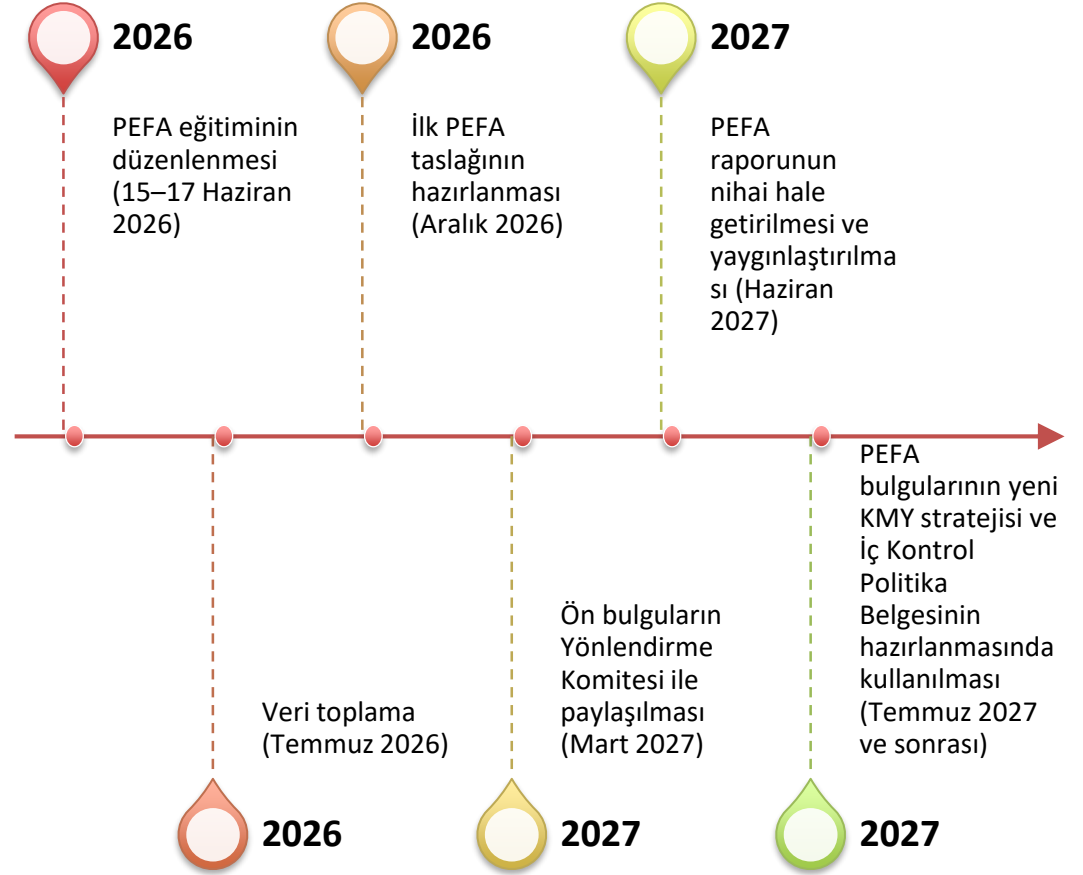 2026
PEFA eğitiminin
düzenlenmesi
(15–17 Haziran
2026)
2026
İlk PEFA
taslağının
hazırlanması
(Aralık 2026)
2027
PEFA
raporunun
nihai hale
getirilmesi ve
yaygınlaştırılma
sı (Haziran
2027)
Veri toplama
(Temmuz 2026)
2026
Ön bulguların
Yönlendirme
Komitesi ile
paylaşılması
(Mart 2027)
2027
PEFA
bulgularının yeni
KMY stratejisi ve
İç Kontrol
Politika
Belgesinin
hazırlanmasında
kullanılması
(Temmuz 2027
ve sonrası)
2027